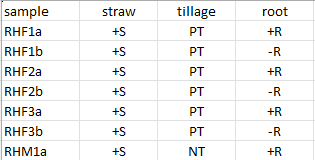 sample straw tillage root
RHF1a +S PT +R
RHF1b +S PT -R
RHF2a +S PT +R
RHF2b +S PT -R
RHF3a +S PT +R
RHF3b +S PT -R
RHM1a +S NT +R